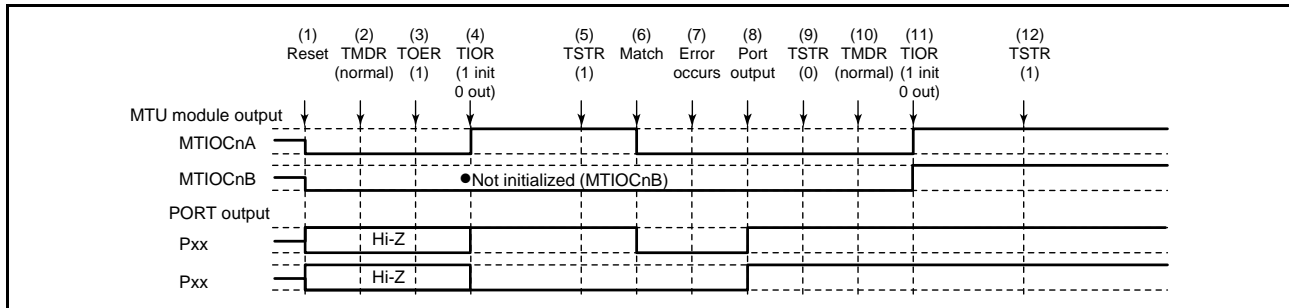 (1) (2) (3) (4) (5) (6) (7) (8) (9) (10) (11) (12)
Reset TMDR TOER TIOR TSTR Match Error Port TSTR TMDR TIOR TSTR
(normal) (1) (1 init (1) occurs output (0) (normal) (1 init (1)
0 out) 0 out)
MTU module output
MTIOCnA
MTIOCnB ●Not initialized (MTIOCnB)
PORT output
Pxx Hi-Z
Pxx Hi-Z